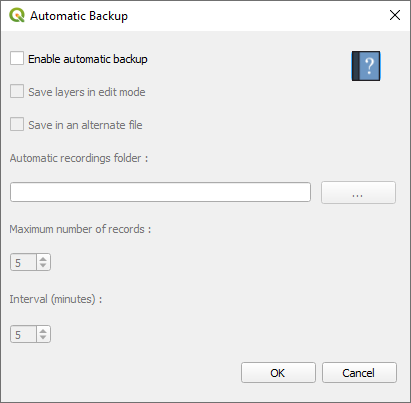 Automatic Backup
Enable automatic backup
?
Save layers in edit mode
Save in an alternate file
Automatic recordings folder :
...
Maximum number of records :
5
Interval (minutes) :
5
OK Cancel